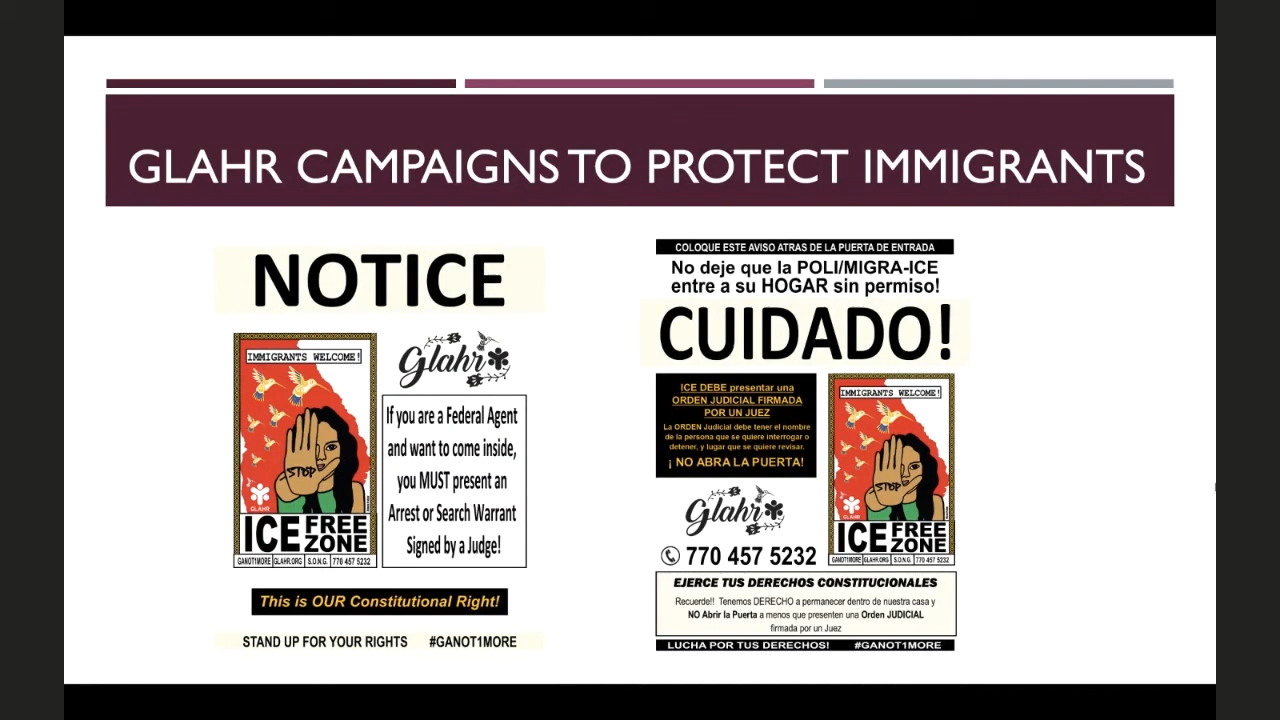 GLAHR CAMPAIGNS TO PROTECT IMMIGRANTS
NOTICE
IMMIGRANTS WELCOME!
STOP
GLAHR
ICE FREE ZONE
GANOT1MORE GLAHR.ORG S.O.N.G. 770 457 5232
Glahr
If you are a Federal Agent
and want to come inside,
you MUST present an
Arrest or Search Warrant
Signed by a Judge!
This is OUR Constitutional Right!
STAND UP FOR YOUR RIGHTS #GANOT1MORE
COLOQUE ESTE AVISO ATRAS DE LA PUERTA DE ENTRADA
No deje que la POLI/MIGRA-ICE
entre a su HOGAR sin permiso!
CUIDADO!
ICE DEBE presentar una
ORDEN JUDICIAL FIRMADA
POR UN JUEZ
La ORDEN Judicial debe tener el nombre
de la persona que se quiere interrogar o
detener, y lugar que se quiere revisar.
¡ NO ABRA LA PUERTA!
Glahr
770 457 5232
IMMIGRANTS WELCOME!
STOP
GLAHR
ICE FREE ZONE
GANOT1MORE GLAHR.ORG S.O.N.G. 770 457 5232
EJERCE TUS DERECHOS CONSTITUCIONALES
Recuerde!! Tenemos DERECHO a permanecer dentro de nuestra casa y
NO Abrir la Puerta a menos que presenten una Orden JUDICIAL
firmada por un Juez
LUCHA POR TUS DERECHOS! #GANOT1MORE